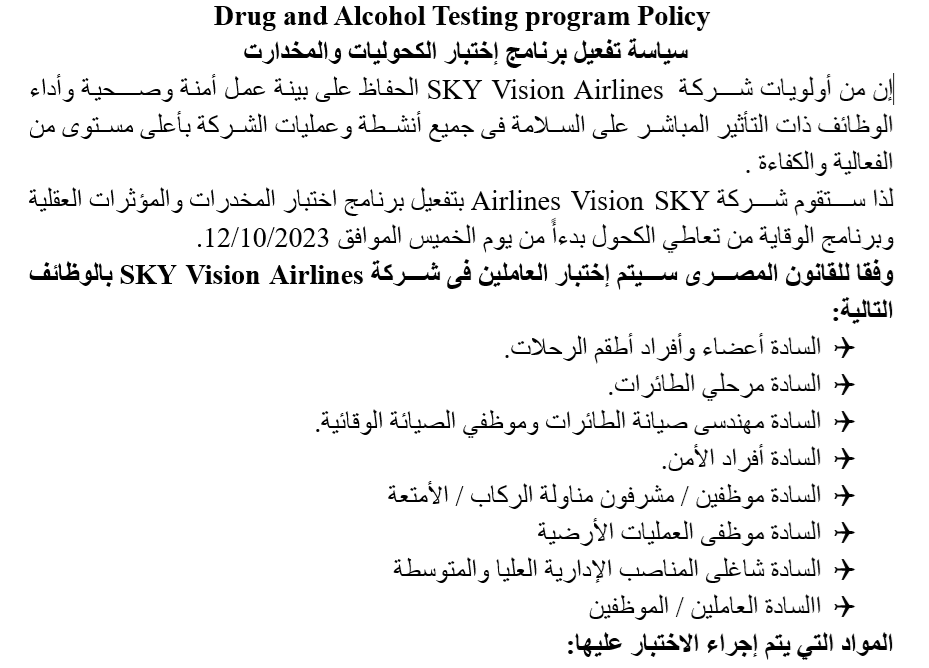 Drug and Alcohol Testing program Policy
سياسة تفعيل برنامج إختبار الكحوليات والمخدارت
إن من أولويات شركة SKY Vision Airlines الحفاظ على بينة عمل أمنة وصحية وأداء
الوظائف ذات التأثير المباشر على السلامة فى جميع أنشطة وعمليات الشركة بأعلى مستوى من
الفعالية والكفاءة .
لذا ستقوم شركة Airlines Vision SKY بتفعيل برنامج اختبار المخدرات والمؤثرات العقلية
وبرنامج الوقاية من تعاطي الكحول بدءاً من يوم الخميس الموافق 12/10/2023.
وفقا للقانون المصرى سيتم إختبار العاملين فى شركة SKY Vision Airlines بالوظائف
التالية:
✈ السادة أعضاء وأفراد أطقم الرحلات.
✈ السادة مرحلي الطائرات.
✈ السادة مهندسى صيانة الطائرات وموظفي الصيائة الوقائية.
✈ السادة أفراد الأمن.
✈ السادة موظفين / مشرفون مناولة الركاب / الأمتعة
✈ السادة موظفى العمليات الأرضية
✈ السادة شاغلى المناصب الإدارية العليا والمتوسطة
✈ االسادة العاملين / الموظفين
المواد التي يتم إجراء الاختبار عليها: